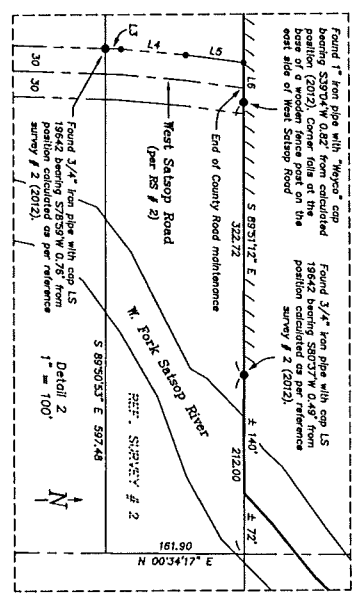 Found 1" iron pipe with "Weyco" cap
bearing S39°24'W 0.82' from calculated
position (2012). Corner falls at the
base of a wooden fence post on the
east side of West Satsop Road
Found 3/4" iron pipe with cap LS
19642 bearing S80°37'W 0.49' from
position calculated as per reference
survey # 2 (2012).
End of County Road maintenance
L6
S 89°51'12" E
322.72
± 140'
212.00
± 72'
L5
L4
30
30
West Satsop Road
(per RS # 2)
W. Fork Satsop River
REF. SURVEY # 2
161.90
N 00°34'17" E
S 89°50'53" E 597.48
Found 3/4" iron pipe with cap LS
19642 bearing S78°59'W 0.76' from
position calculated as per reference
survey # 2 (2012).
Detail 2
1" = 100'
N